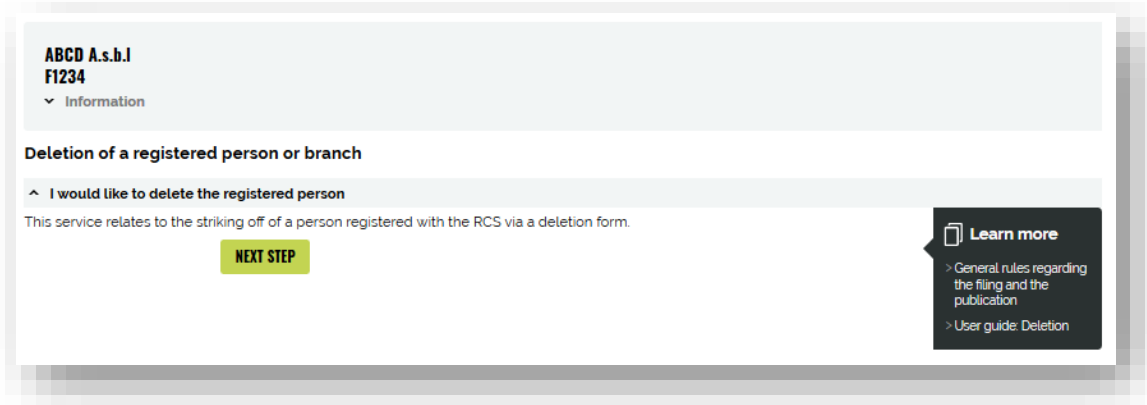 ABCD A.s.b.l
F1234
Information
Deletion of a registered person or branch
I would like to delete the registered person
This service relates to the striking off of a person registered with the RCS via a deletion form.
NEXT STEP
Learn more
> General rules regarding
the filing and the
publication
> User guide: Deletion